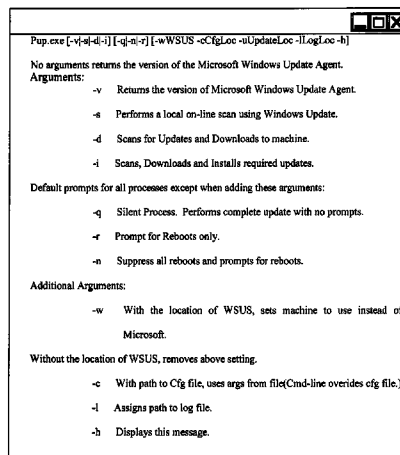 Pup.exe [-v|-s|-d|-i] [-q|-n|-r] [-wWSUS -cCfgLoc -uUpdateLoc -lLogLoc -h]
No arguments returns the version of the Microsoft Windows Update Agent.
Arguments:
-v Returns the version of Microsoft Windows Update Agent.
-s Performs a local on-line scan using Windows Update.
-d Scans for Updates and Downloads to machine.
-i Scans, Downloads and Installs required updates.
Default prompts for all processes except when adding these arguments:
-q Silent Process. Performs complete update with no prompts.
-r Prompt for Reboots only.
-n Suppress all reboots and prompts for reboots.
Additional Arguments:
-w With the location of WSUS, sets machine to use instead of
Microsoft.
Without the location of WSUS, removes above setting.
-c With path to Cfg file, uses args from file(Cmd-line overides cfg file.)
-l Assigns path to log file.
-h Displays this message.